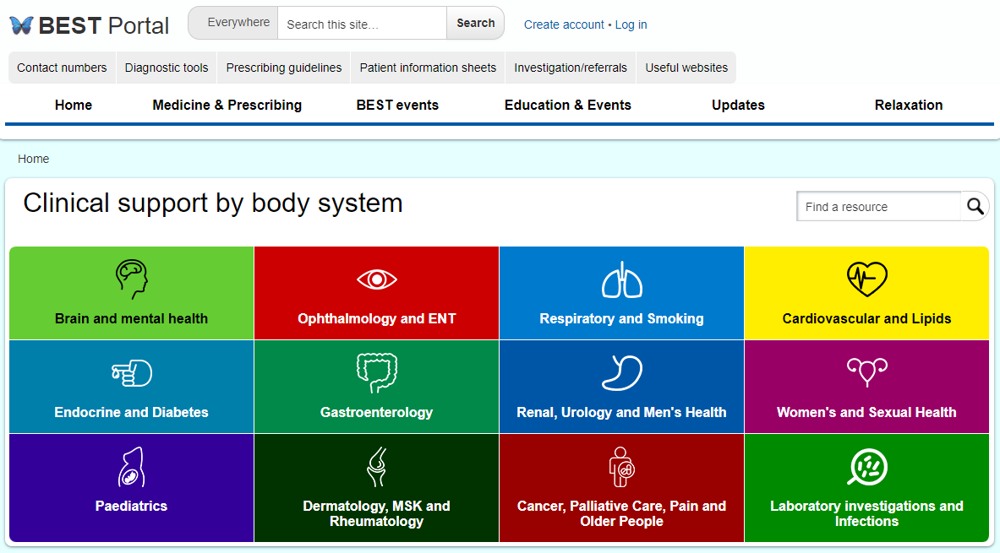 BEST Portal
Everywhere
Search this site…
Search
Create account • Log in
Contact numbers
Diagnostic tools
Prescribing guidelines
Patient information sheets
Investigation/referrals
Useful websites
Home
Medicine & Prescribing
BEST events
Education & Events
Updates
Relaxation
Home
Clinical support by body system
Find a resource
Brain and mental health
Ophthalmology and ENT
Respiratory and Smoking
Cardiovascular and Lipids
Endocrine and Diabetes
Gastroenterology
Renal, Urology and Men's Health
Women's and Sexual Health
Paediatrics
Dermatology, MSK and
Rheumatology
Cancer, Palliative Care, Pain and
Older People
Laboratory investigations and
Infections